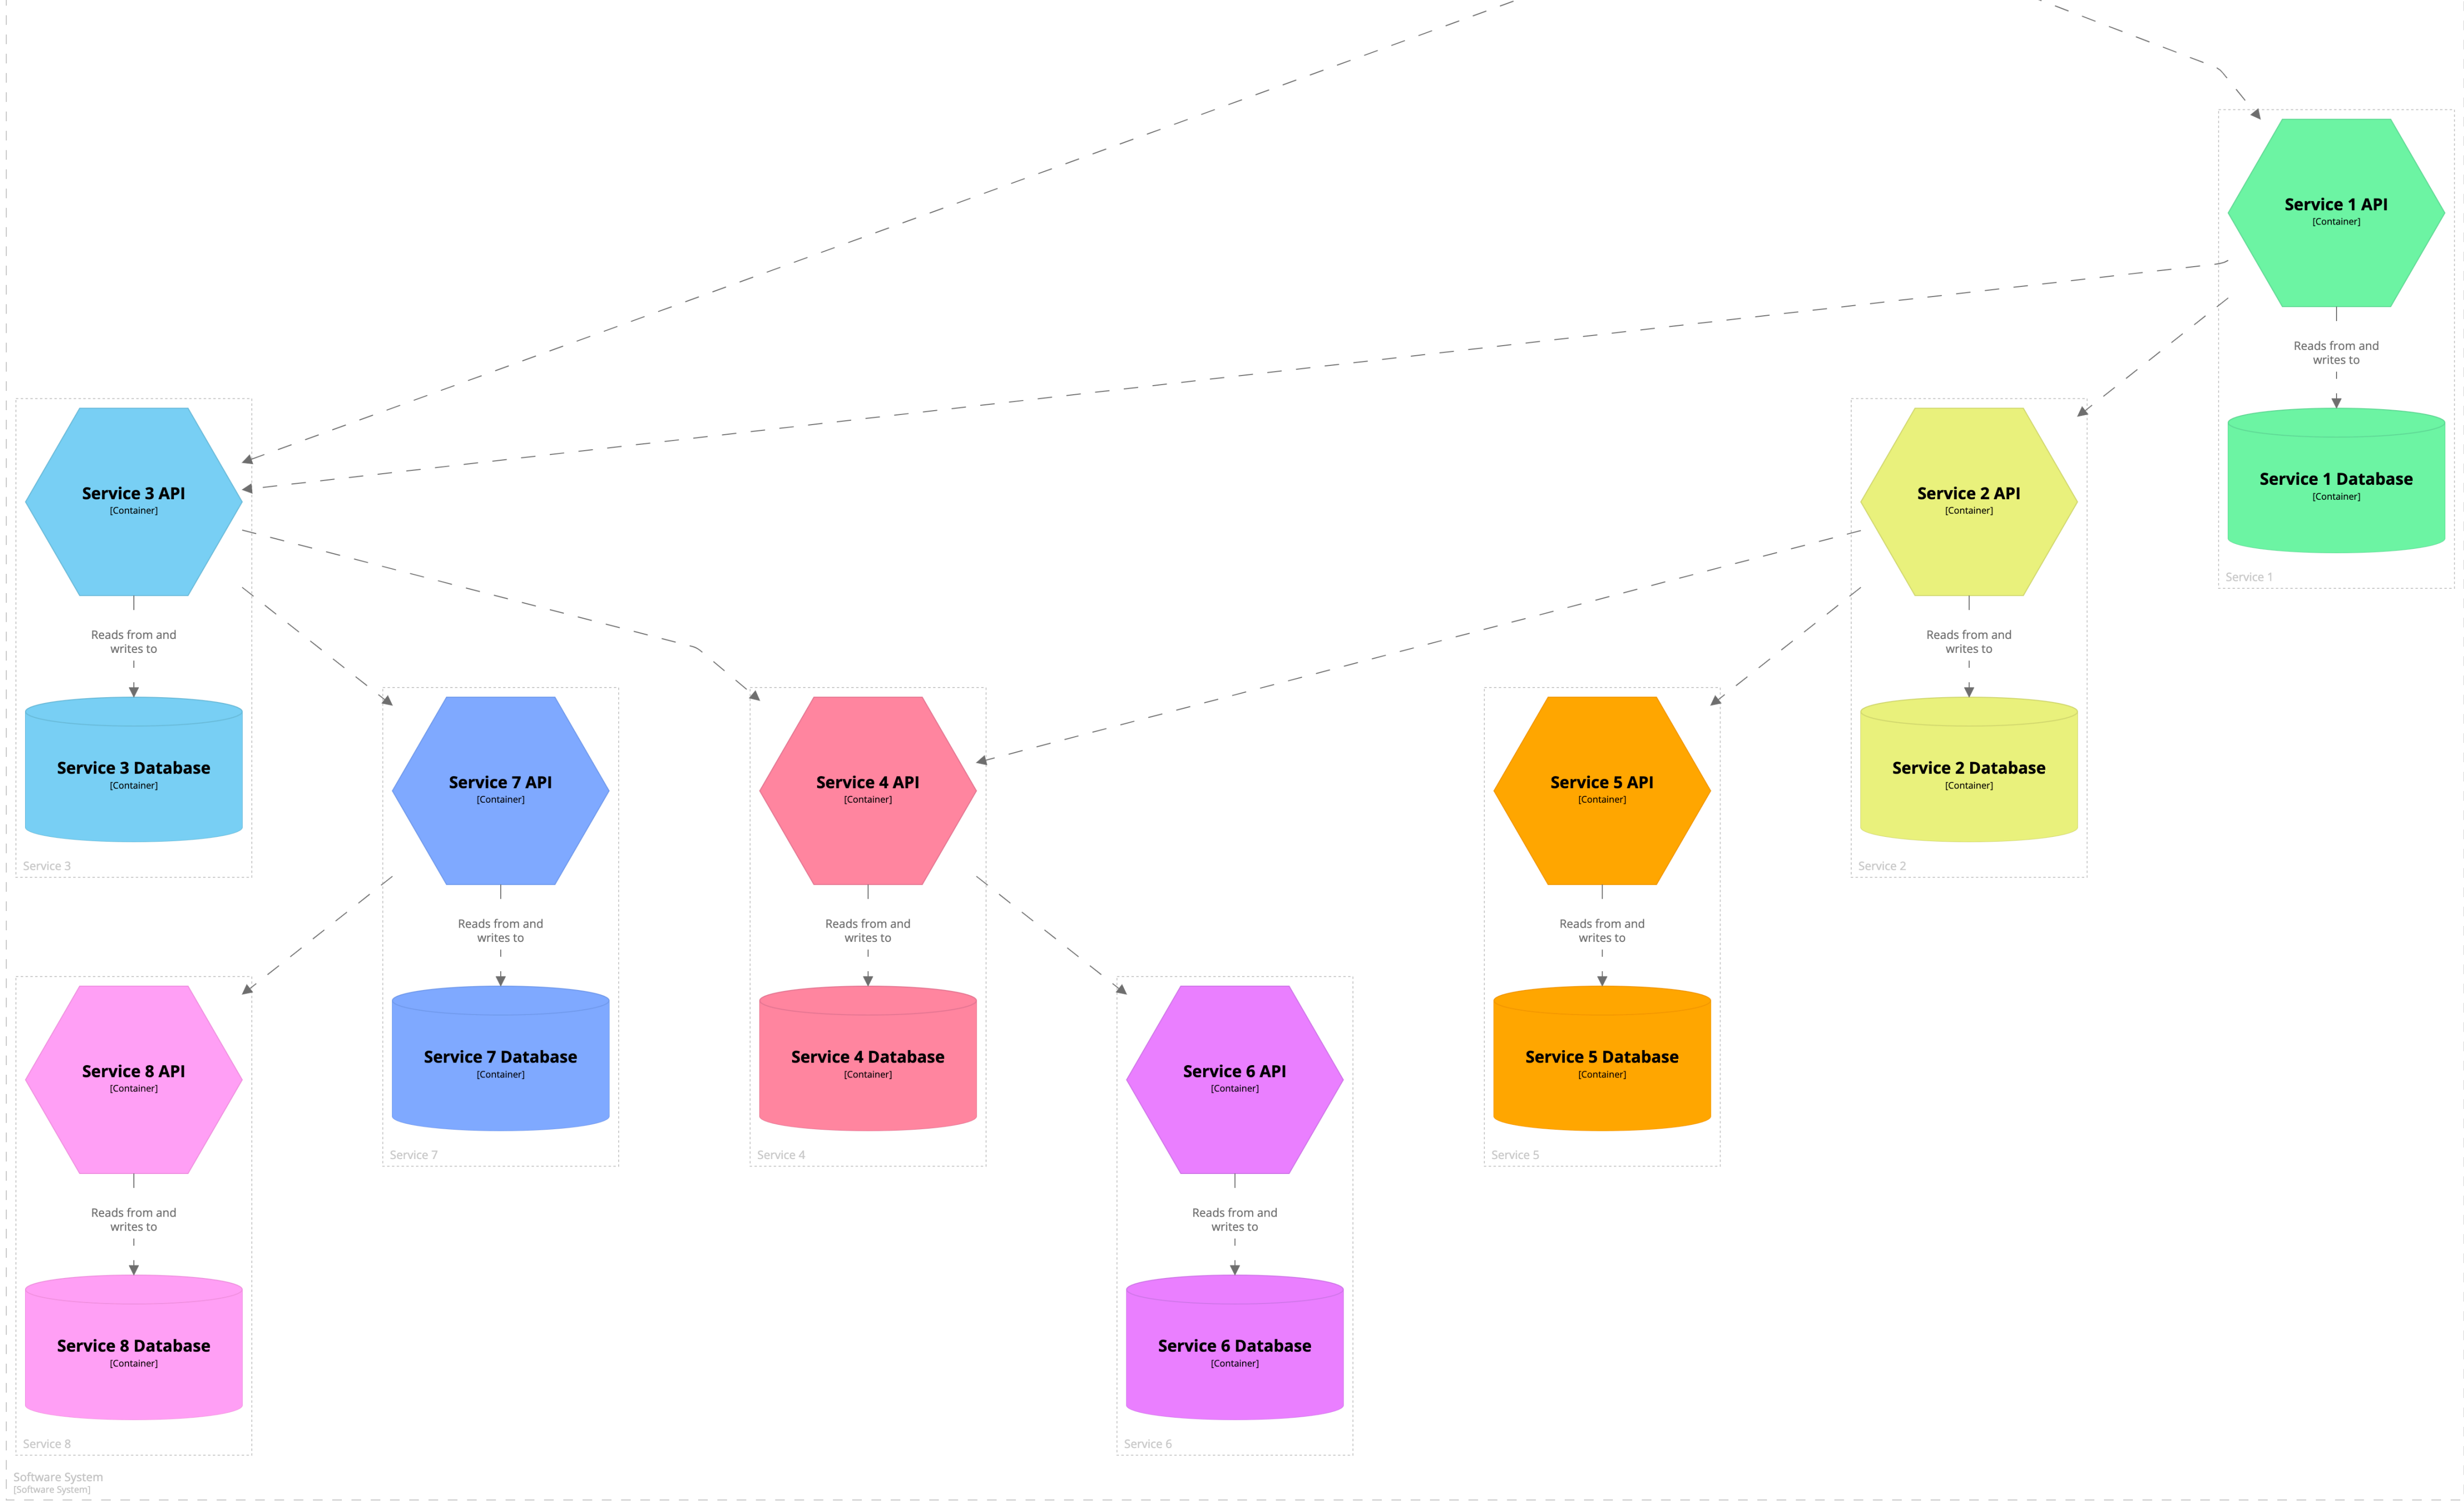 Service 1 API
[Container]
Reads from and
writes to
Service 1 Database
[Container]
Service 1
Service 3 API
[Container]
Reads from and
writes to
Service 3 Database
[Container]
Service 3
Service 2 API
[Container]
Reads from and
writes to
Service 2 Database
[Container]
Service 2
Service 7 API
[Container]
Reads from and
writes to
Service 7 Database
[Container]
Service 7
Service 4 API
[Container]
Reads from and
writes to
Service 4 Database
[Container]
Service 4
Service 5 API
[Container]
Reads from and
writes to
Service 5 Database
[Container]
Service 5
Service 8 API
[Container]
Reads from and
writes to
Service 8 Database
[Container]
Service 8
Service 6 API
[Container]
Reads from and
writes to
Service 6 Database
[Container]
Service 6
Software System
[Software System]